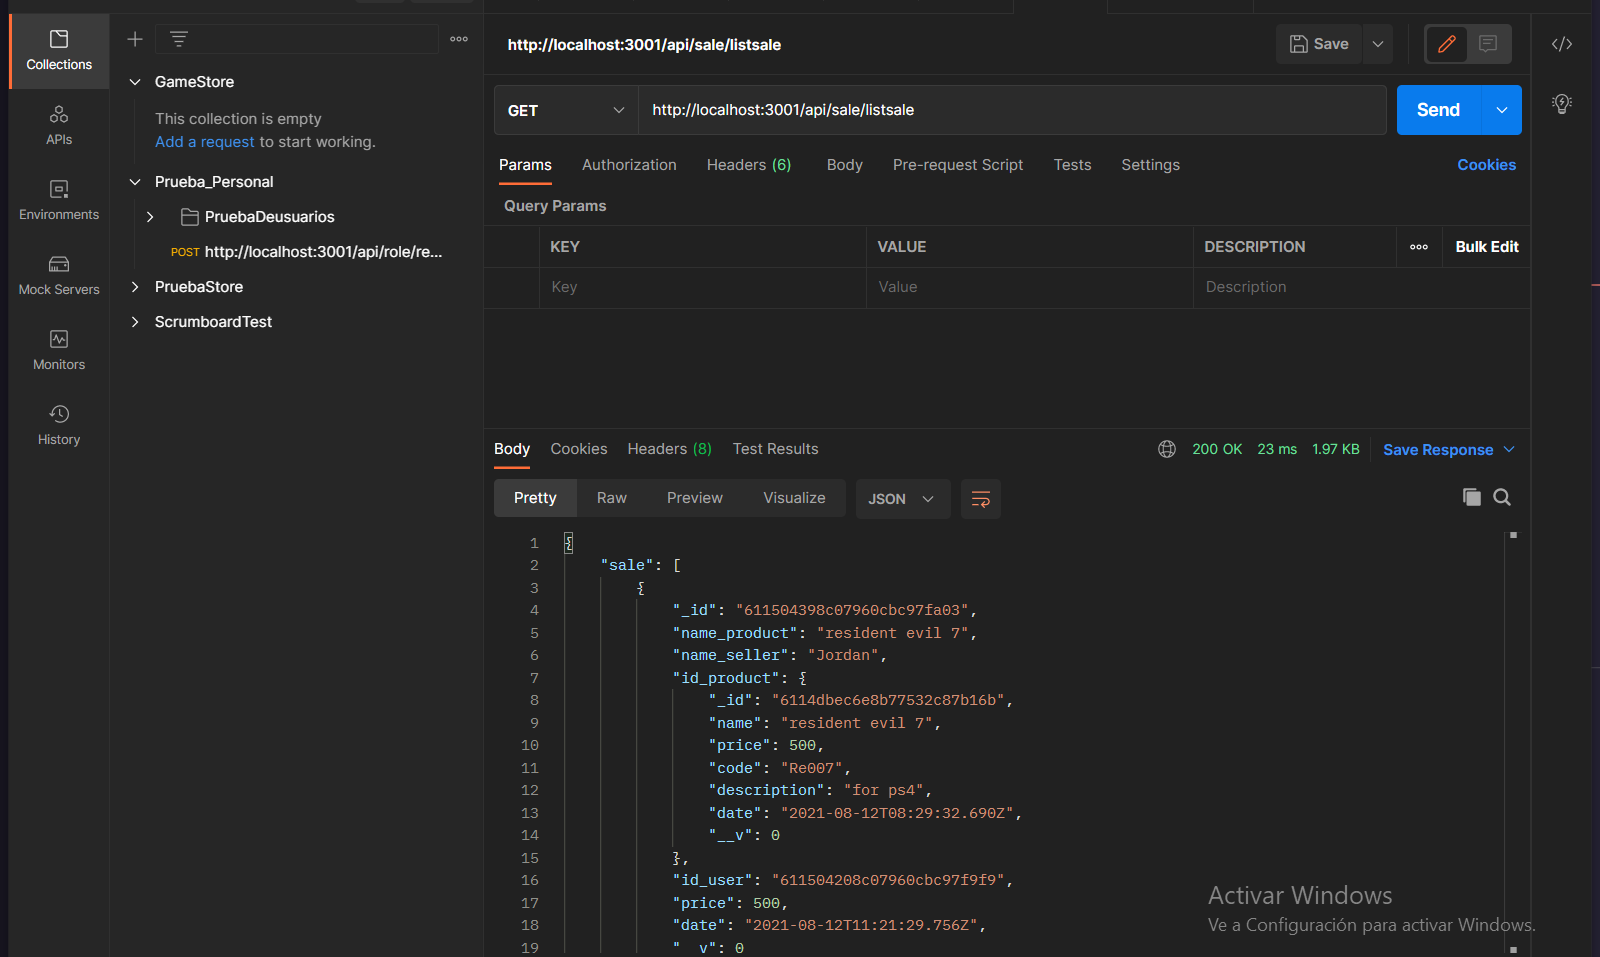 Collections
APIs
Environments
Mock Servers
Monitors
History
GameStore
This collection is empty
Add a request to start working.
Prueba_Personal
PruebaDeusuarios
POST http://localhost:3001/api/role/re...
PruebaStore
ScrumboardTest
http://localhost:3001/api/sale/listsale
Save
GET http://localhost:3001/api/sale/listsale
Send
Params Authorization Headers (6) Body Pre-request Script Tests Settings Cookies
Query Params
KEY VALUE DESCRIPTION Bulk Edit
Key Value Description
Body Cookies Headers (8) Test Results 200 OK 23 ms 1.97 KB Save Response
Pretty Raw Preview Visualize JSON
1 {
2 "sale": [
3 {
4 "_id": "611504398c07960cbc97fa03",
5 "name_product": "resident evil 7",
6 "name_seller": "Jordan",
7 "id_product": {
8 "_id": "6114dbec6e8b77532c87b16b",
9 "name": "resident evil 7",
10 "price": 500,
11 "code": "Re007",
12 "description": "for ps4",
13 "date": "2021-08-12T08:29:32.690Z",
14 "__v": 0
15 },
16 "id_user": "611504208c07960cbc97f9f9",
17 "price": 500,
18 "date": "2021-08-12T11:21:29.756Z",
19 "__v": 0
Activar Windows
Ve a Configuración para activar Windows.